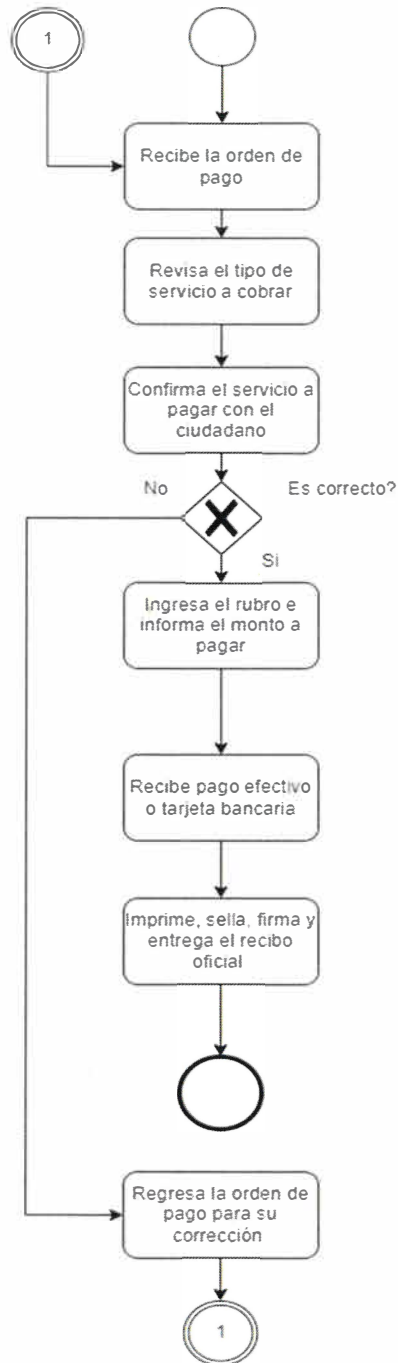 1
Recibe la orden de
pago
Revisa el tipo de
servicio a cobrar
Confirma el servicio a
pagar con el
ciudadano
No
Es correcto?
Si
Ingresa el rubro e
informa el monto a
pagar
Recibe pago efectivo
o tarjeta bancaria
Imprime, sella, firma y
entrega el recibo
oficial
Regresa la orden de
pago para su
corrección
1